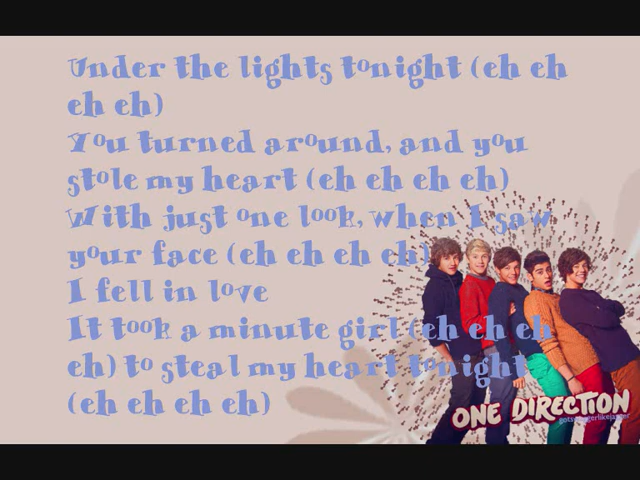 Under the lights tonight (eh eh
eh eh)
You turned around, and you
stole my heart (eh eh eh eh)
With just one look, when I saw
your face (eh eh eh eh)
I fell in love
It took a minute girl (eh eh eh
eh) to steal my heart tonight
(eh eh eh eh)
ONE DIRECTION